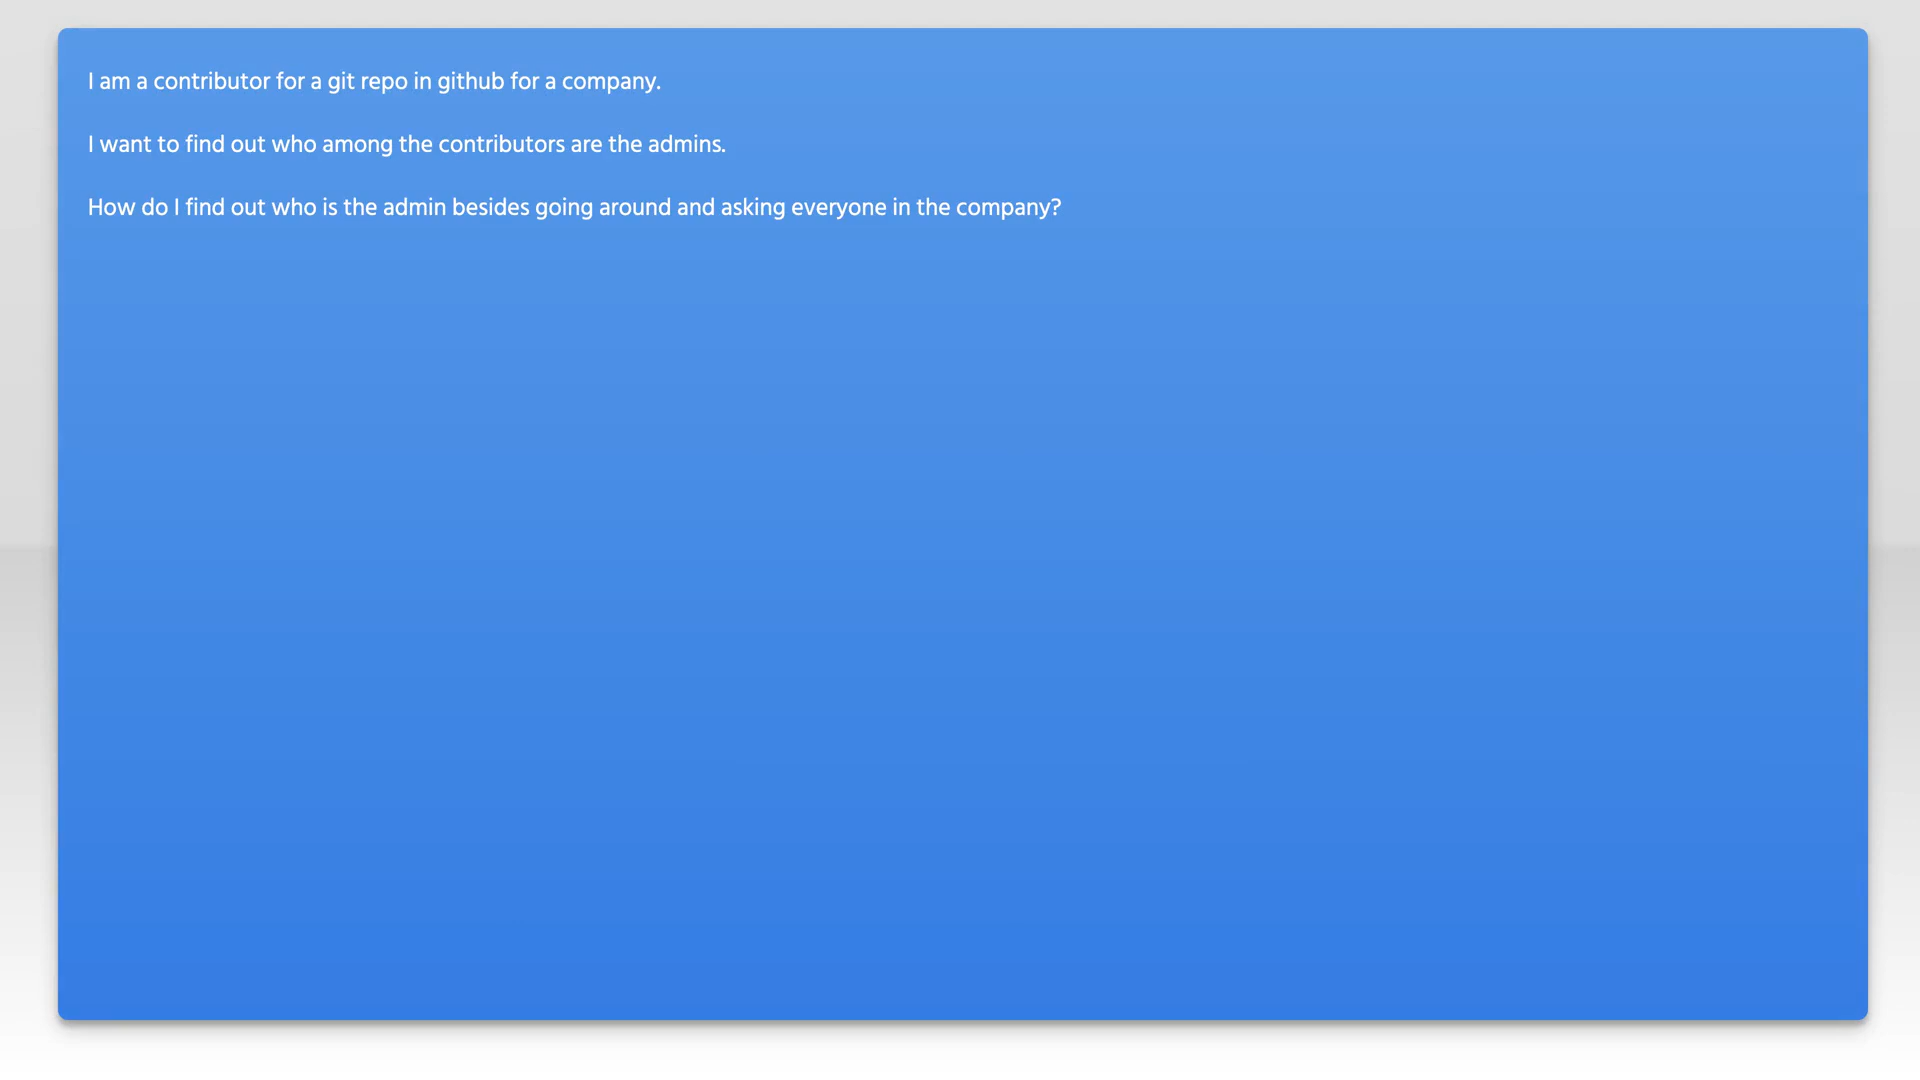 I am a contributor for a git repo in github for a company.
I want to find out who among the contributors are the admins.
How do I find out who is the admin besides going around and asking everyone in the company?